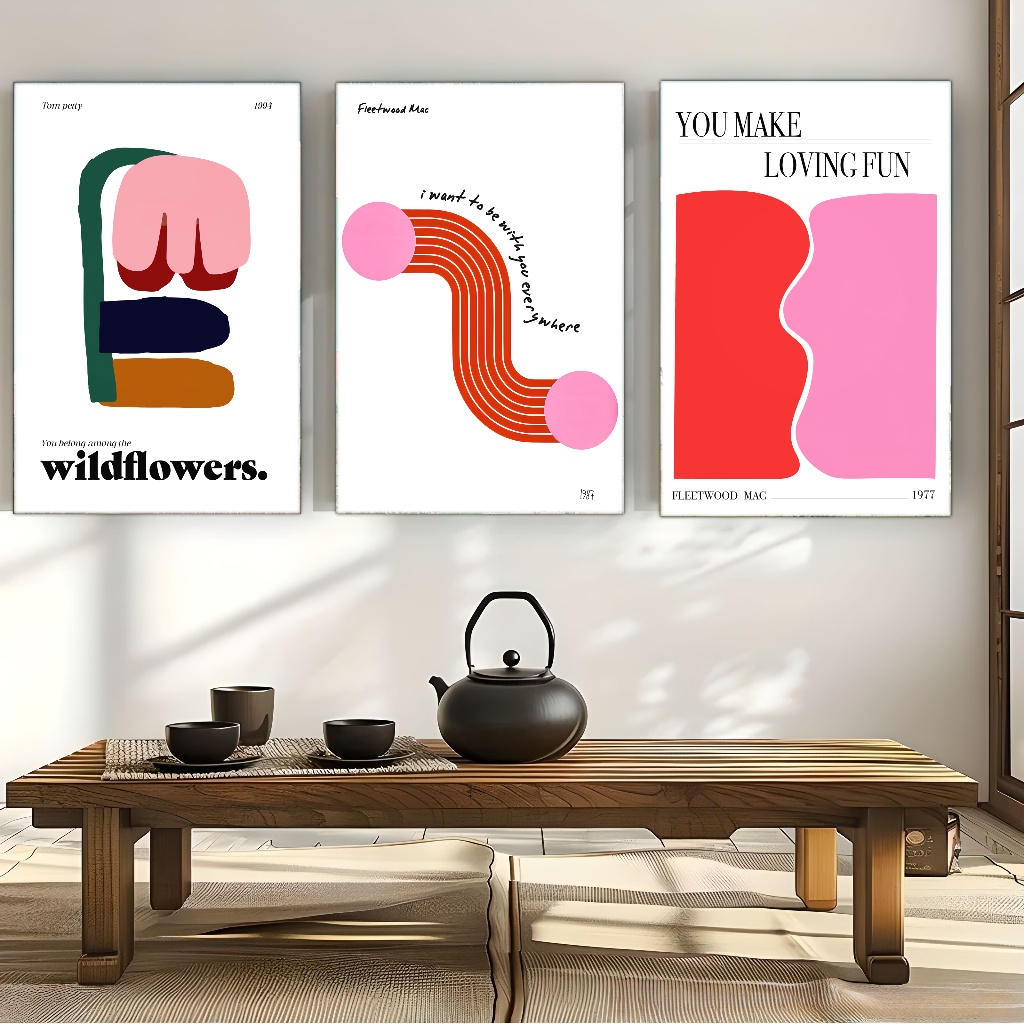 Tom petty
1994
You belong among the
wildflowers.
Fleetwood Mac
i want to be with you everywhere
1987
YOU MAKE
LOVING FUN
FLEETWOOD MAC
1977